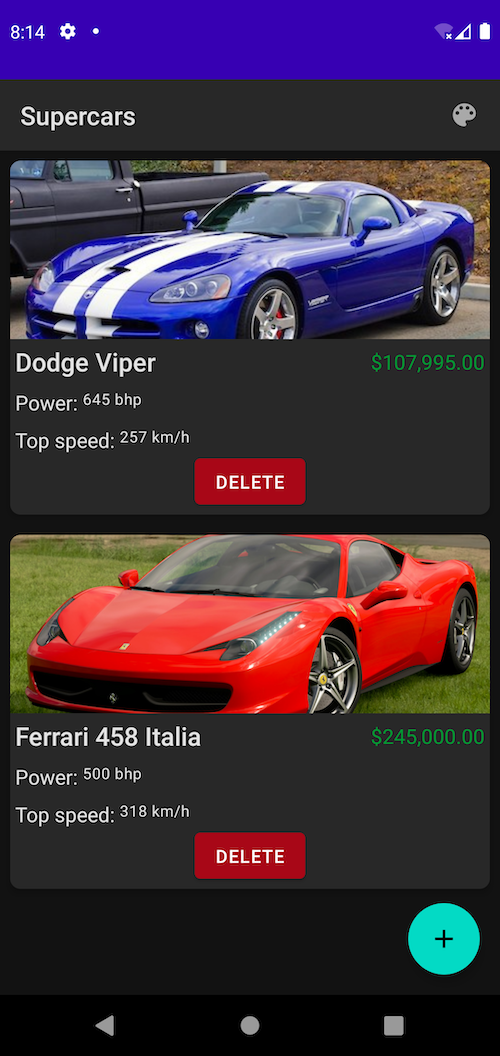 8:14
Supercars
VIPER
Dodge Viper $107,995.00
Power: 645 bhp
Top speed: 257 km/h
DELETE
Ferrari 458 Italia $245,000.00
Power: 500 bhp
Top speed: 318 km/h
DELETE
+